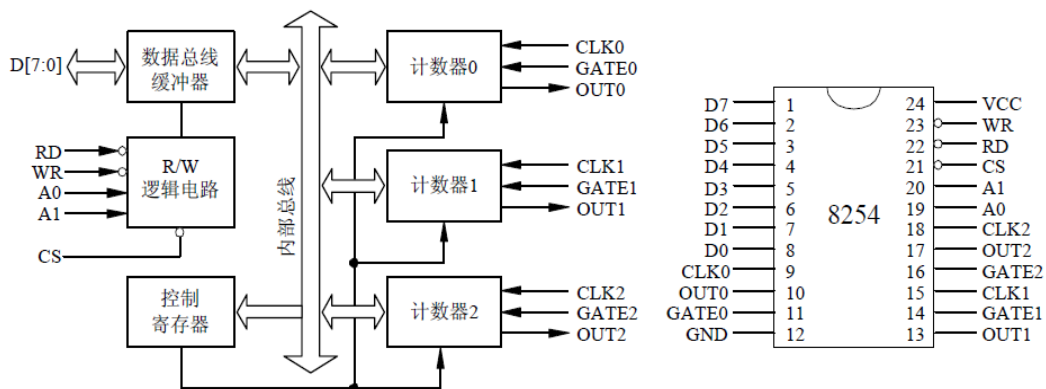 D[7:0]
数据总线
缓冲器
RD
WR
A0
A1
R/W
逻辑电路
CS
控制
寄存器
内部总线
计数器0
CLK0
GATE0
OUT0
计数器1
CLK1
GATE1
OUT1
计数器2
CLK2
GATE2
OUT2
D7 1 24 VCC
D6 2 23 WR
D5 3 22 RD
D4 4 21 CS
D3 5 20 A1
D2 6 19 A0
8254
D1 7 18 CLK2
D0 8 17 OUT2
CLK0 9 16 GATE2
OUT0 10 15 CLK1
GATE0 11 14 GATE1
GND 12 13 OUT1